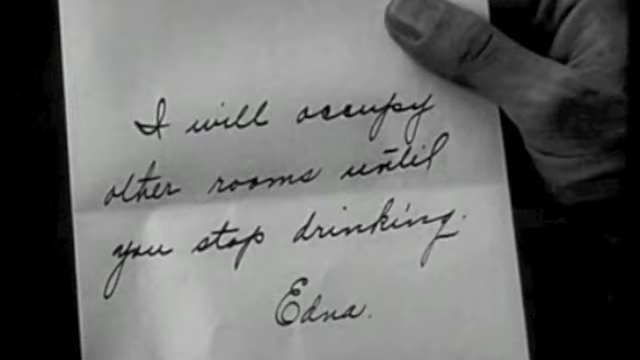 I will occupy
other rooms until
you stop drinking.
Edna.